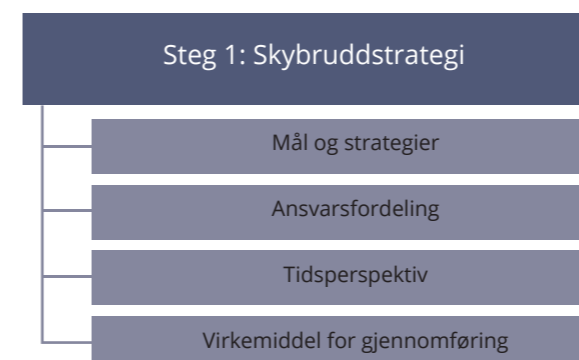 Steg 1: Skybruddstrategi
Mål og strategier
Ansvarsfordeling
Tidsperspektiv
Virkemiddel for gjennomføring